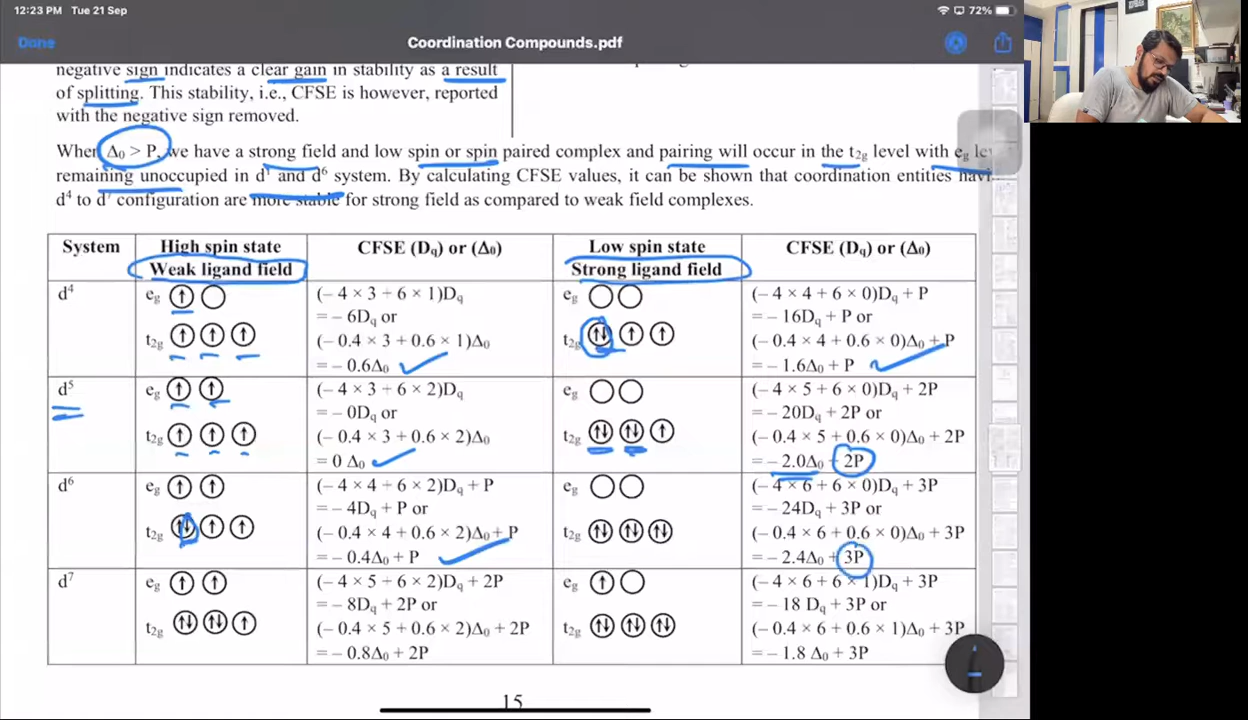 12:23 PM Tue 21 Sep
72%
Done
Coordination Compounds.pdf
negative sign indicates a clear gain in stability as a result
of splitting. This stability, i.e., CFSE is however, reported
with the negative sign removed.
When Δ₀ > P, we have a strong field and low spin or spin paired complex and pairing will occur in the t₂g level with eg le
remaining unoccupied in d and d⁶ system. By calculating CFSE values, it can be shown that coordination entities havi
d⁴ to d⁷ configuration are more stable for strong field as compared to weak field complexes.
System High spin state CFSE (Dq) or (Δ₀) Low spin state CFSE (Dq) or (Δ₀)
Weak ligand field Strong ligand field
d⁴ eg ↑ (– 4 × 3 + 6 × 1)Dq eg (– 4 × 4 + 6 × 0)Dq + P
= – 6Dq or = – 16Dq + P or
t₂g ↑ ↑ ↑ (– 0.4 × 3 + 0.6 × 1)Δ₀ t₂g ↑↓ ↑ ↑ (– 0.4 × 4 + 0.6 × 0)Δ₀ + P
= – 0.6Δ₀ = – 1.6Δ₀ + P
d⁵ eg ↑ ↑ (– 4 × 3 + 6 × 2)Dq eg (– 4 × 5 + 6 × 0)Dq + 2P
= – 0Dq or = – 20Dq + 2P or
t₂g ↑ ↑ ↑ (– 0.4 × 3 + 0.6 × 2)Δ₀ t₂g ↑↓ ↑↓ ↑ (– 0.4 × 5 + 0.6 × 0)Δ₀ + 2P
= 0 Δ₀ = – 2.0Δ₀ + 2P
d⁶ eg ↑ ↑ (– 4 × 4 + 6 × 2)Dq + P eg (– 4 × 6 + 6 × 0)Dq + 3P
= – 4Dq + P or = – 24Dq + 3P or
t₂g ↑↓ ↑ ↑ (– 0.4 × 4 + 0.6 × 2)Δ₀ + P t₂g ↑↓ ↑↓ ↑↓ (– 0.4 × 6 + 0.6 × 0)Δ₀ + 3P
= – 0.4Δ₀ + P = – 2.4Δ₀ + 3P
d⁷ eg ↑ ↑ (– 4 × 5 + 6 × 2)Dq + 2P eg ↑ (– 4 × 6 + 6 × 1)Dq + 3P
= – 8Dq + 2P or = – 18 Dq + 3P or
t₂g ↑↓ ↑↓ ↑ (– 0.4 × 5 + 0.6 × 2)Δ₀ + 2P t₂g ↑↓ ↑↓ ↑↓ (– 0.4 × 6 + 0.6 × 1)Δ₀ + 3P
= – 0.8Δ₀ + 2P = – 1.8 Δ₀ + 3P
15